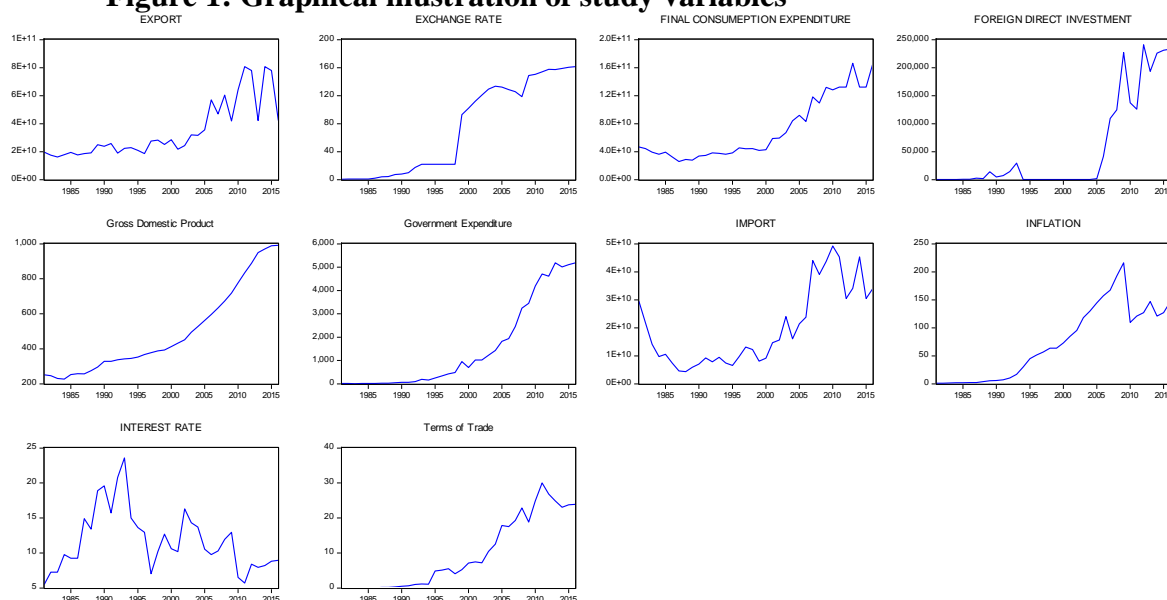 Figure 1: Graphical illustration of study variables
EXPORT
1E+11
8E+10
6E+10
4E+10
2E+10
0E+00
1985 1990 1995 2000 2005 2010 2015
EXCHANGE RATE
200
160
120
80
40
0
1985 1990 1995 2000 2005 2010 2015
FINAL CONSUMEPTION EXPENDITURE
2.0E+11
1.6E+11
1.2E+11
8.0E+10
4.0E+10
0.0E+00
1985 1990 1995 2000 2005 2010 2015
FOREIGN DIRECT INVESTMENT
250,000
200,000
150,000
100,000
50,000
0
1985 1990 1995 2000 2005 2010
Gross Domestic Product
1,000
800
600
400
200
1985 1990 1995 2000 2005 2010 2015
Government Expenditure
6,000
5,000
4,000
3,000
2,000
1,000
0
1985 1990 1995 2000 2005 2010 2015
IMPORT
5E+10
4E+10
3E+10
2E+10
1E+10
0E+00
1985 1990 1995 2000 2005 2010 2015
INFLATION
250
200
150
100
50
0
1985 1990 1995 2000 2005 2010
INTEREST RATE
25
20
15
10
5
1985 1990 1995 2000 2005 2010 2015
Terms of Trade
40
30
20
10
0
1985 1990 1995 2000 2005 2010 2015